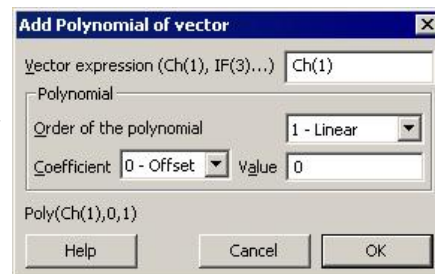 Add Polynomial of vector
Vector expression (Ch(1), IF(3)...) Ch(1)
Polynomial
Order of the polynomial 1 - Linear
Coefficient 0 - Offset Value 0
Poly(Ch(1),0,1)
Help Cancel OK